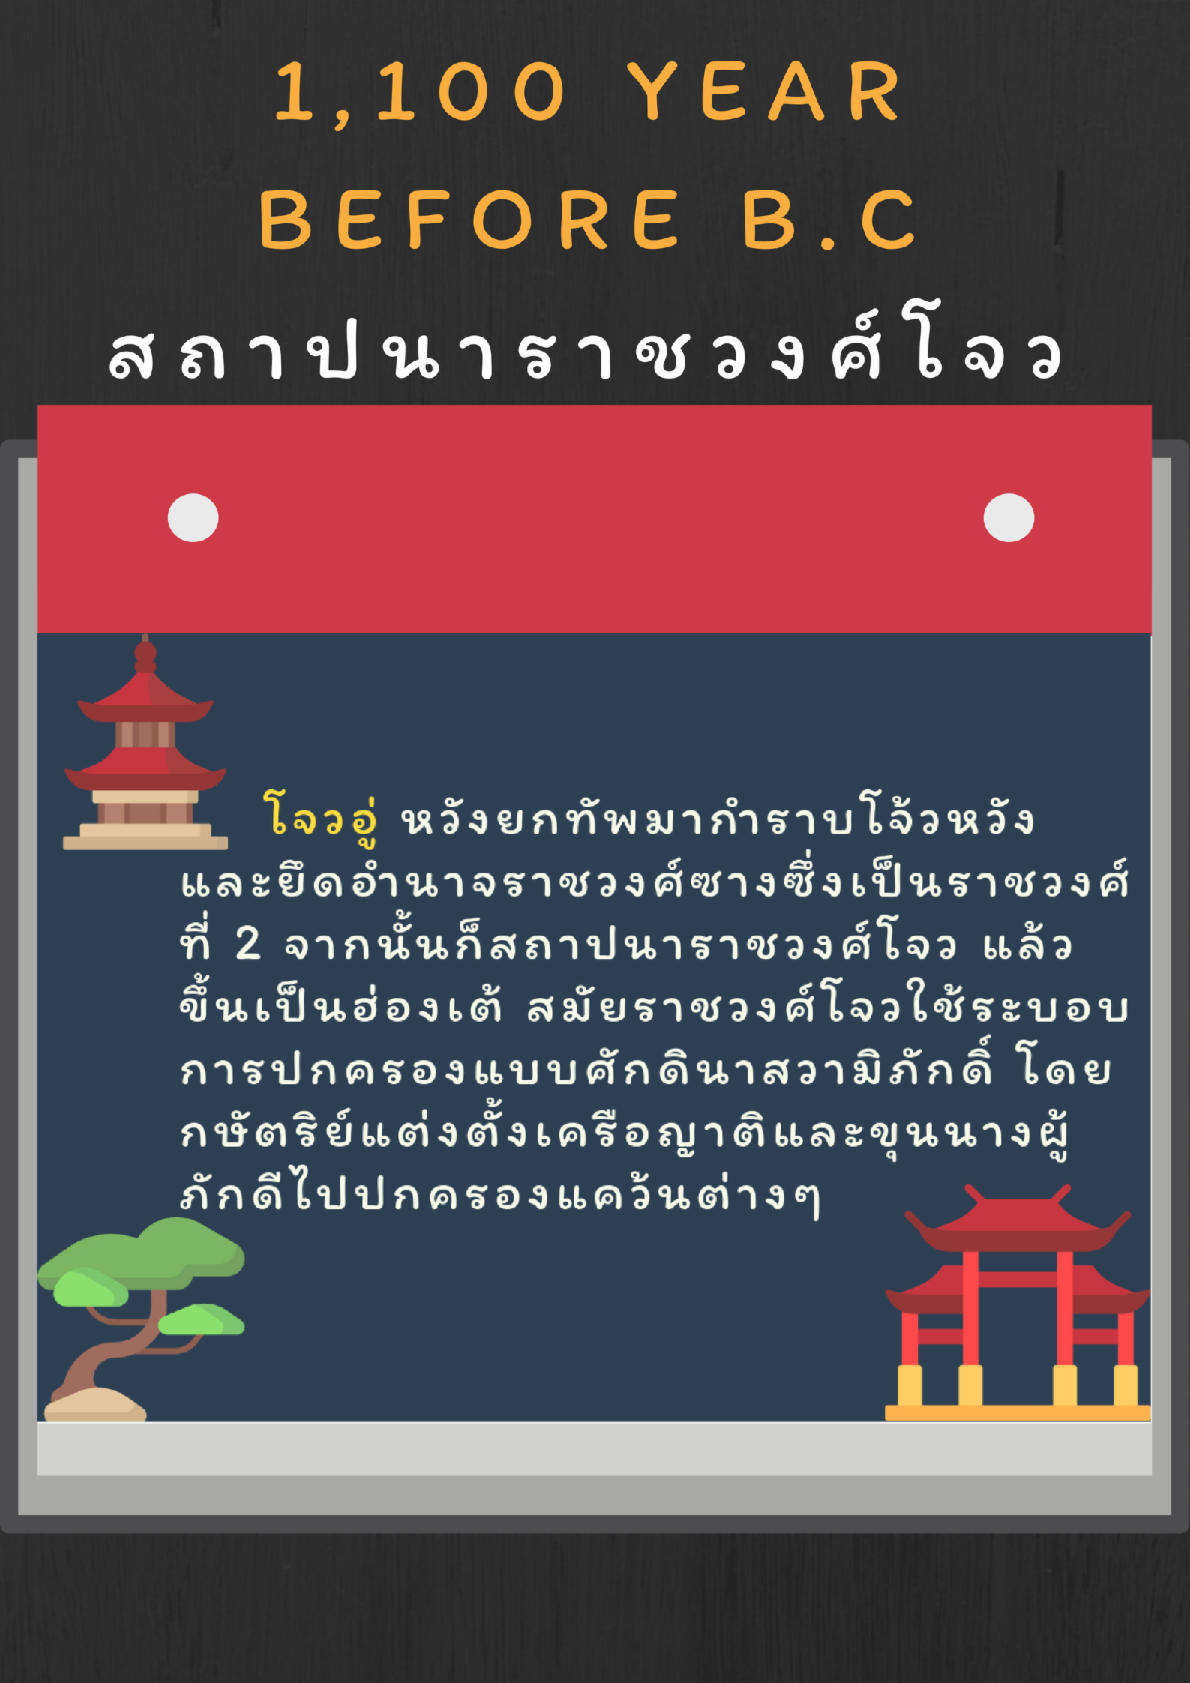 1,100 YEAR
BEFORE B.C
สถาปนาราชวงศ์โจว
โจวอู่ หวังยกทัพมากำราบโจ้วหวัง
และยึดอำนาจราชวงศ์ซางซึ่งเป็นราชวงศ์
ที่ 2 จากนั้นก็สถาปนาราชวงศ์โจว แล้ว
ขึ้นเป็นฮ่องเต้ สมัยราชวงศ์โจวใช้ระบอบ
การปกครองแบบศักดินาสวามิภักดิ์ โดย
กษัตริย์แต่งตั้งเครือญาติและขุนนางผู้
ภักดีไปปกครองแคว้นต่างๆ